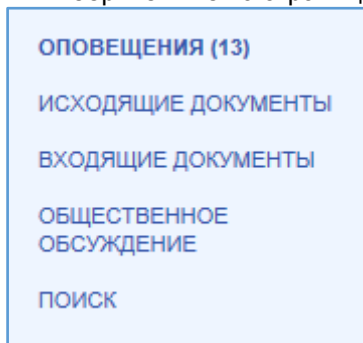 ОПОВЕЩЕНИЯ (13)
ИСХОДЯЩИЕ ДОКУМЕНТЫ
ВХОДЯЩИЕ ДОКУМЕНТЫ
ОБЩЕСТВЕННОЕ
ОБСУЖДЕНИЕ
ПОИСК